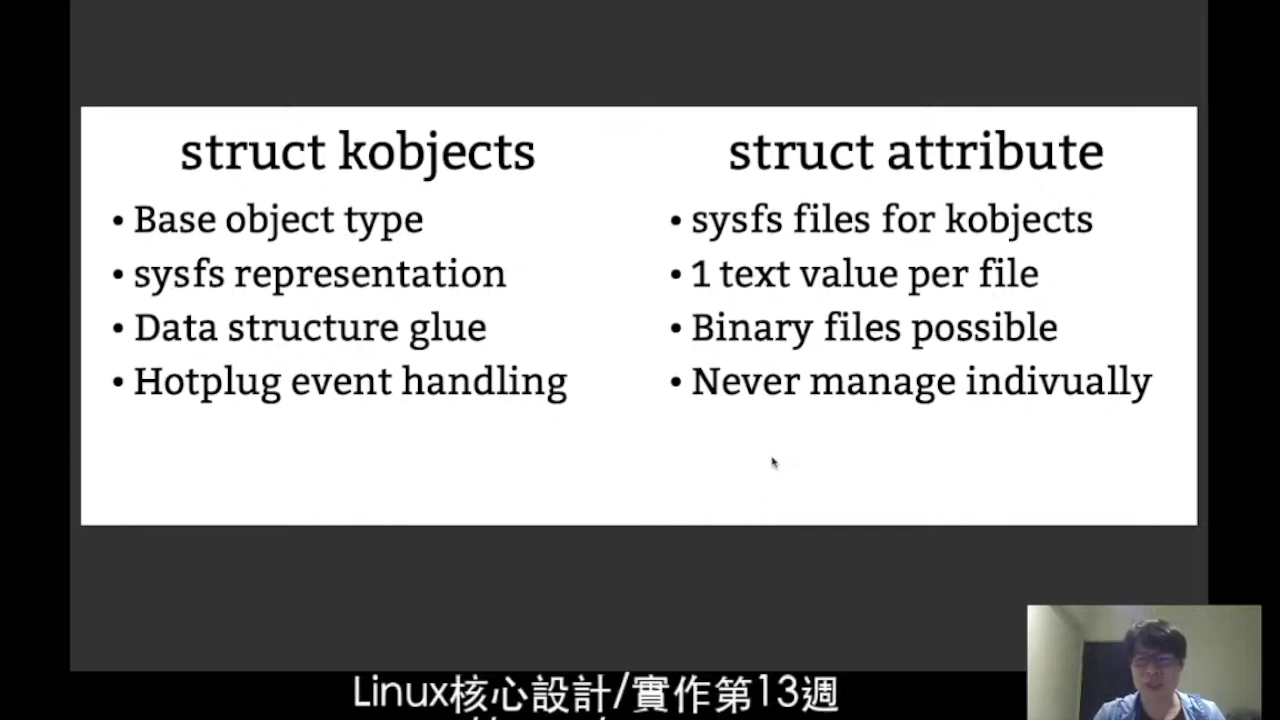 struct kobjects
• Base object type
• sysfs representation
• Data structure glue
• Hotplug event handling
struct attribute
• sysfs files for kobjects
• 1 text value per file
• Binary files possible
• Never manage indivually
Linux核心設計/實作第13週